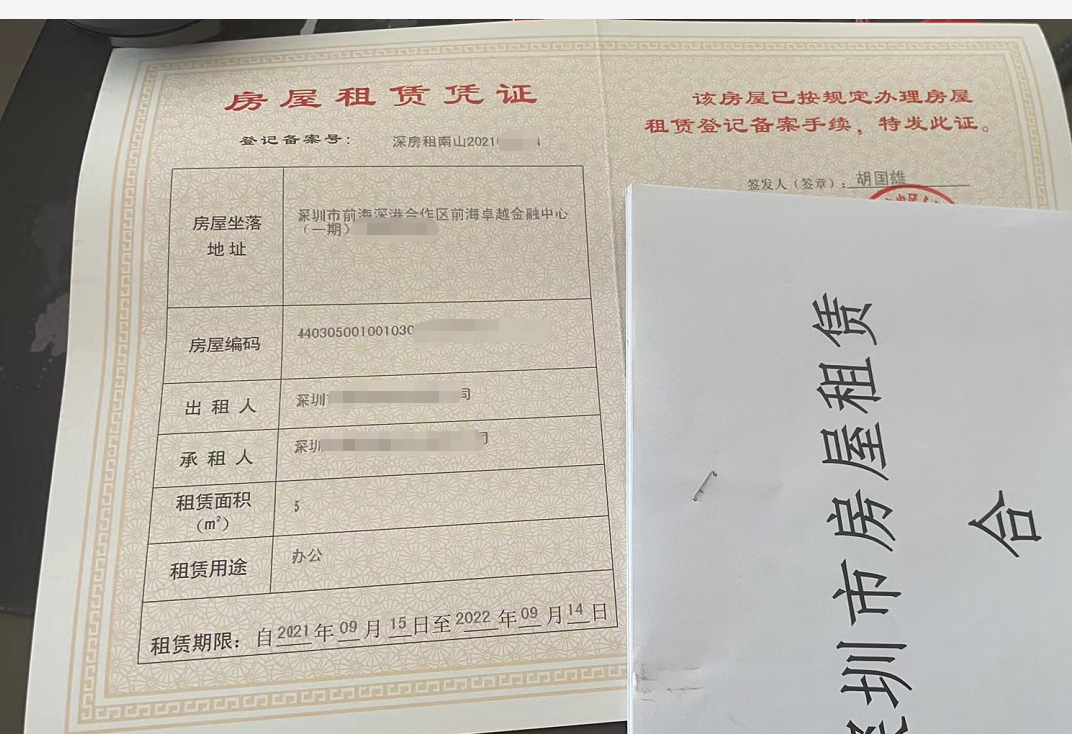 房屋租赁凭证
登记备案号: 深房租南山2021
房屋坐落
地址
深圳市前海深港合作区前海卓越金融中心
(一期)
房屋编码
440305001001030
出租人
深圳
司
承租人
深圳
司
租赁面积
(㎡)
5
租赁用途
办公
租赁期限: 自2021年09月15日至2022年09月14日
该房屋已按规定办理房屋
租赁登记备案手续,特发此证。
签发人(签章): 胡国雄
深圳市房屋租赁
合